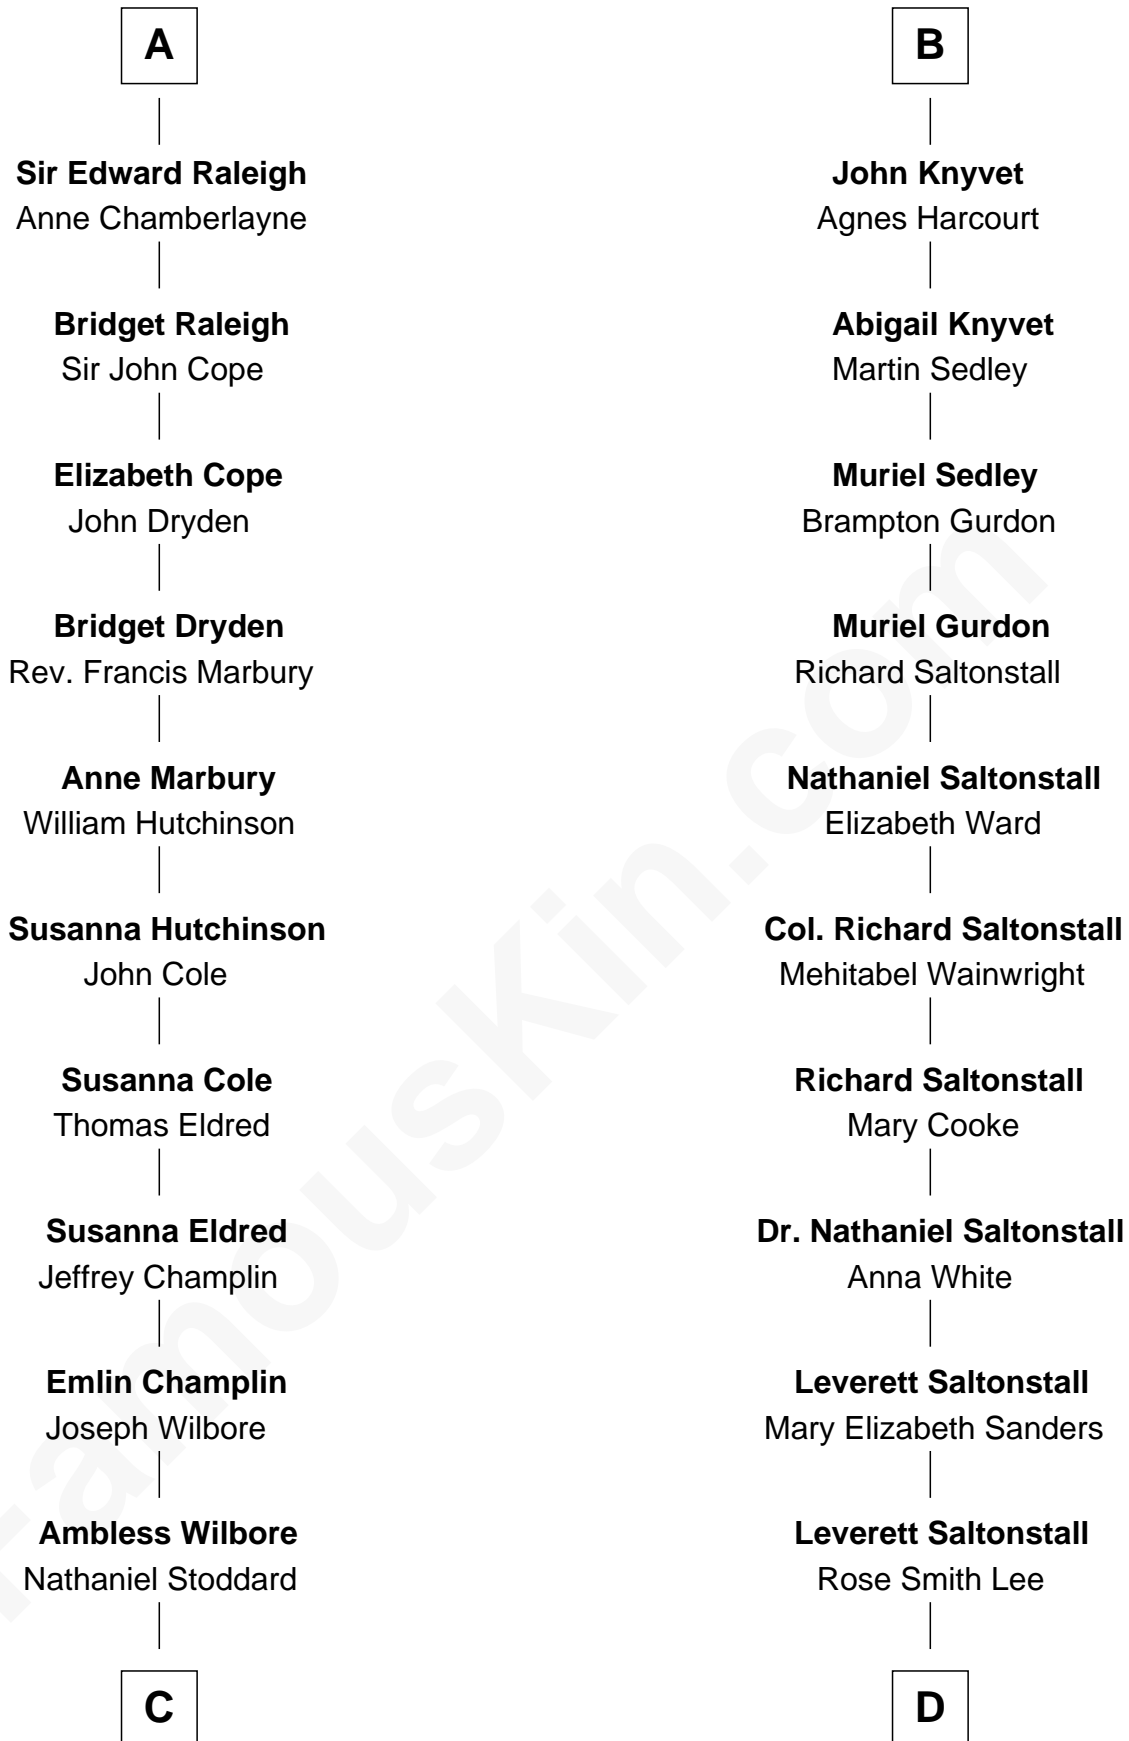 A
Sir Edward Raleigh
Anne Chamberlayne
Bridget Raleigh
Sir John Cope
Elizabeth Cope
John Dryden
Bridget Dryden
Rev. Francis Marbury
Anne Marbury
William Hutchinson
Susanna Hutchinson
John Cole
Susanna Cole
Thomas Eldred
Susanna Eldred
Jeffrey Champlin
Emlin Champlin
Joseph Wilbore
Ambless Wilbore
Nathaniel Stoddard
C
B
John Knyvet
Agnes Harcourt
Abigail Knyvet
Martin Sedley
Muriel Sedley
Brampton Gurdon
Muriel Gurdon
Richard Saltonstall
Nathaniel Saltonstall
Elizabeth Ward
Col. Richard Saltonstall
Mehitabel Wainwright
Richard Saltonstall
Mary Cooke
Dr. Nathaniel Saltonstall
Anna White
Leverett Saltonstall
Mary Elizabeth Sanders
Leverett Saltonstall
Rose Smith Lee
D
FamousKin.com